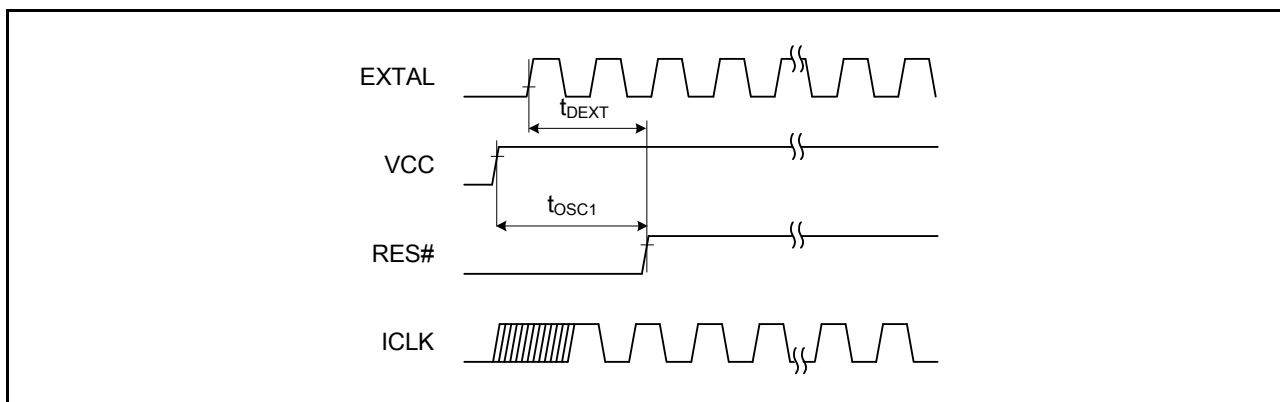 EXTAL
tDEXT
VCC
tOSC1
RES#
ICLK